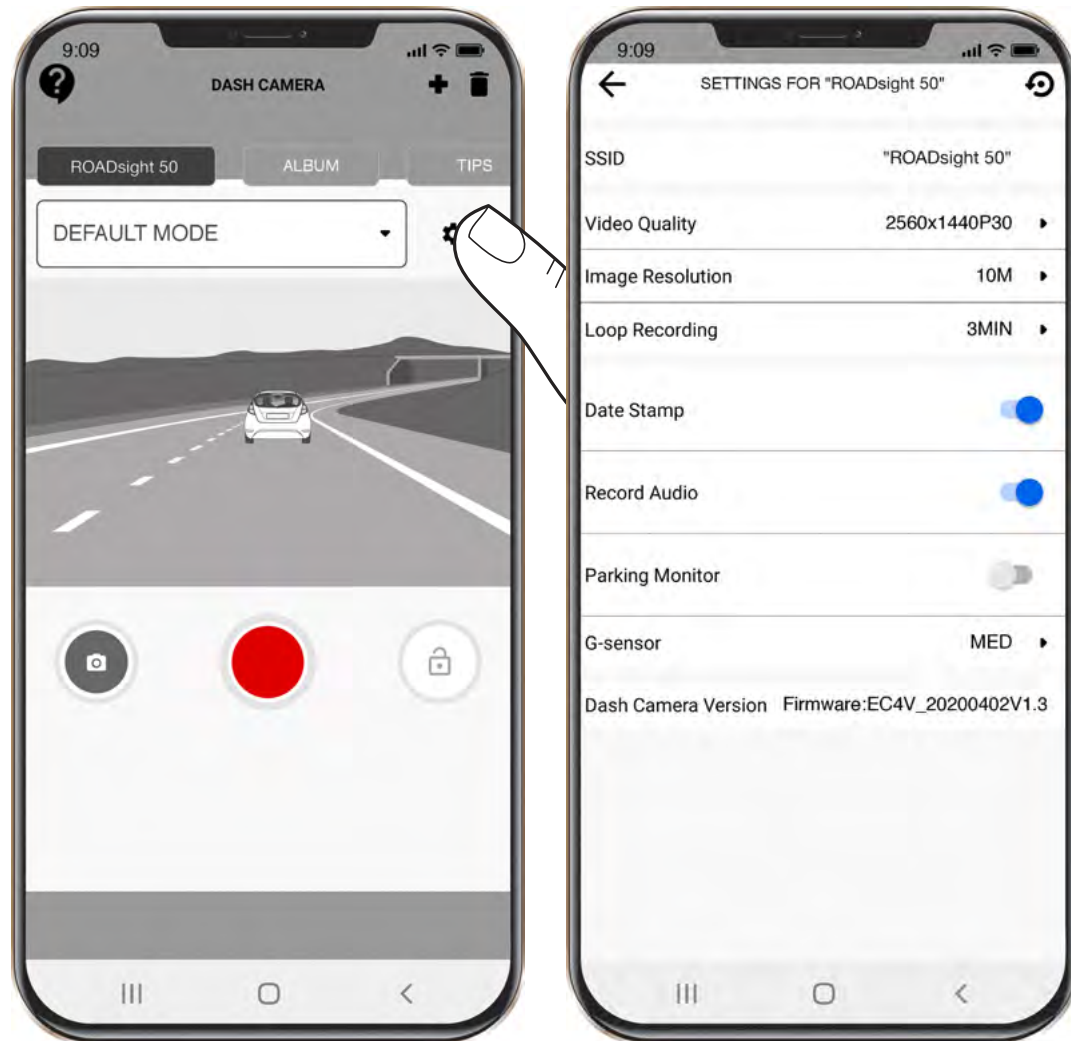 9:09
DASH CAMERA
ROADsight 50
ALBUM
TIPS
DEFAULT MODE
9:09
SETTINGS FOR "ROADsight 50"
SSID "ROADsight 50"
Video Quality 2560x1440P30
Image Resolution 10M
Loop Recording 3MIN
Date Stamp
Record Audio
Parking Monitor
G-sensor MED
Dash Camera Version Firmware:EC4V_20200402V1.3